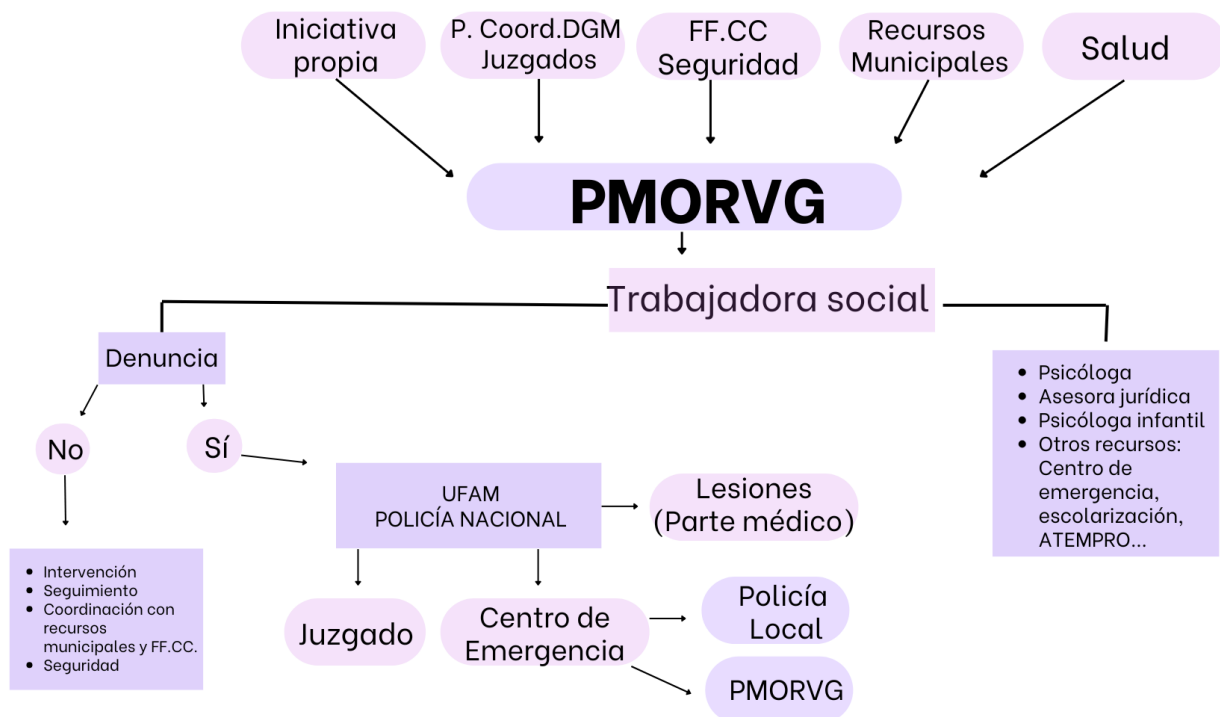 Iniciativa
propia
P. Coord.DGM
Juzgados
FF.CC
Seguridad
Recursos
Municipales
Salud
PMORVG
Trabajadora social
Denuncia
No
Sí
• Psicóloga
• Asesora jurídica
• Psicóloga infantil
• Otros recursos:
Centro de
emergencia,
escolarización,
ATEMPRO...
UFAM
POLICÍA NACIONAL
Lesiones
(Parte médico)
• Intervención
• Seguimiento
• Coordinación con
recursos
municipales y FF.CC.
• Seguridad
Juzgado
Centro de
Emergencia
Policía
Local
PMORVG